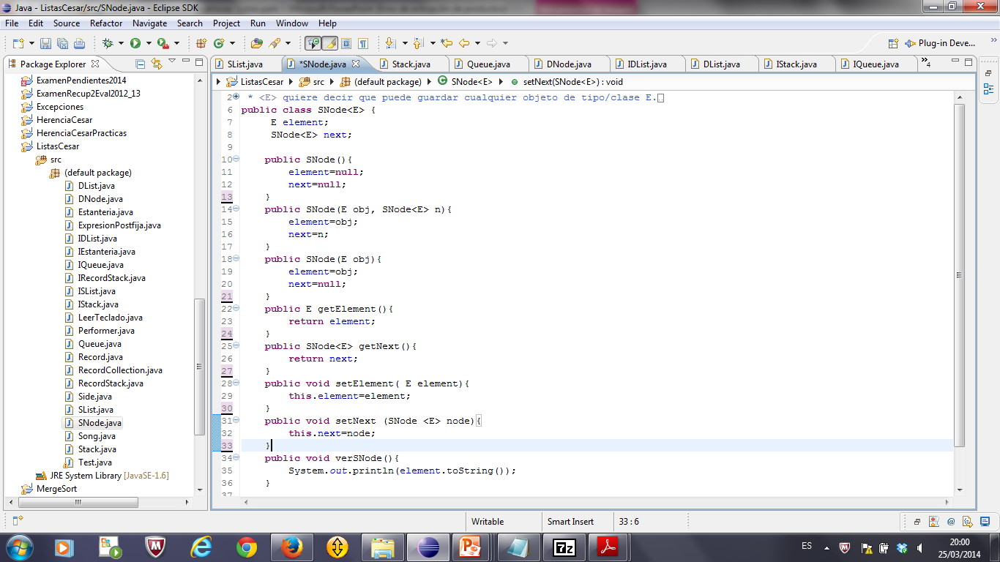 Java - ListasCesar/src/SNode.java - Eclipse SDK
File Edit Source Refactor Navigate Search Project Run Window Help
Plug-in Deve...
Package Explorer
SList.java *SNode.java Stack.java Queue.java DNode.java IDList.java DList.java IStack.java IQueue.java »4
ListasCesar src (default package) SNode<E> setNext(SNode<E>) : void
ExamenPendientes2014
ExamenRecup2Eval2012_13
Excepciones
HerenciaCesar
HerenciaCesarPracticas
ListasCesar
src
(default package)
DList.java
DNode.java
Estanteria.java
ExpresionPostfija.java
IDList.java
IEstanteria.java
IQueue.java
IRecordStack.java
ISList.java
IStack.java
LeerTeclado.java
Performer.java
Queue.java
Record.java
RecordCollection.java
RecordStack.java
Side.java
SList.java
SNode.java
Song.java
Stack.java
Test.java
JRE System Library [JavaSE-1.6]
MergeSort
2 * <E> quiere decir que puede guardar cualquier objeto de tipo/clase E.
6 public class SNode<E> {
7 E element;
8 SNode<E> next;
9
10 public SNode(){
11 element=null;
12 next=null;
13 }
14 public SNode(E obj, SNode<E> n){
15 element=obj;
16 next=n;
17 }
18 public SNode(E obj){
19 element=obj;
20 next=null;
21 }
22 public E getElement(){
23 return element;
24 }
25 public SNode<E> getNext(){
26 return next;
27 }
28 public void setElement( E element){
29 this.element=element;
30 }
31 public void setNext (SNode <E> node){
32 this.next=node;
33 }
34 public void verSNode(){
35 System.out.println(element.toString());
36 }
37
Writable Smart Insert 33 : 6
ES 20:00
25/03/2014